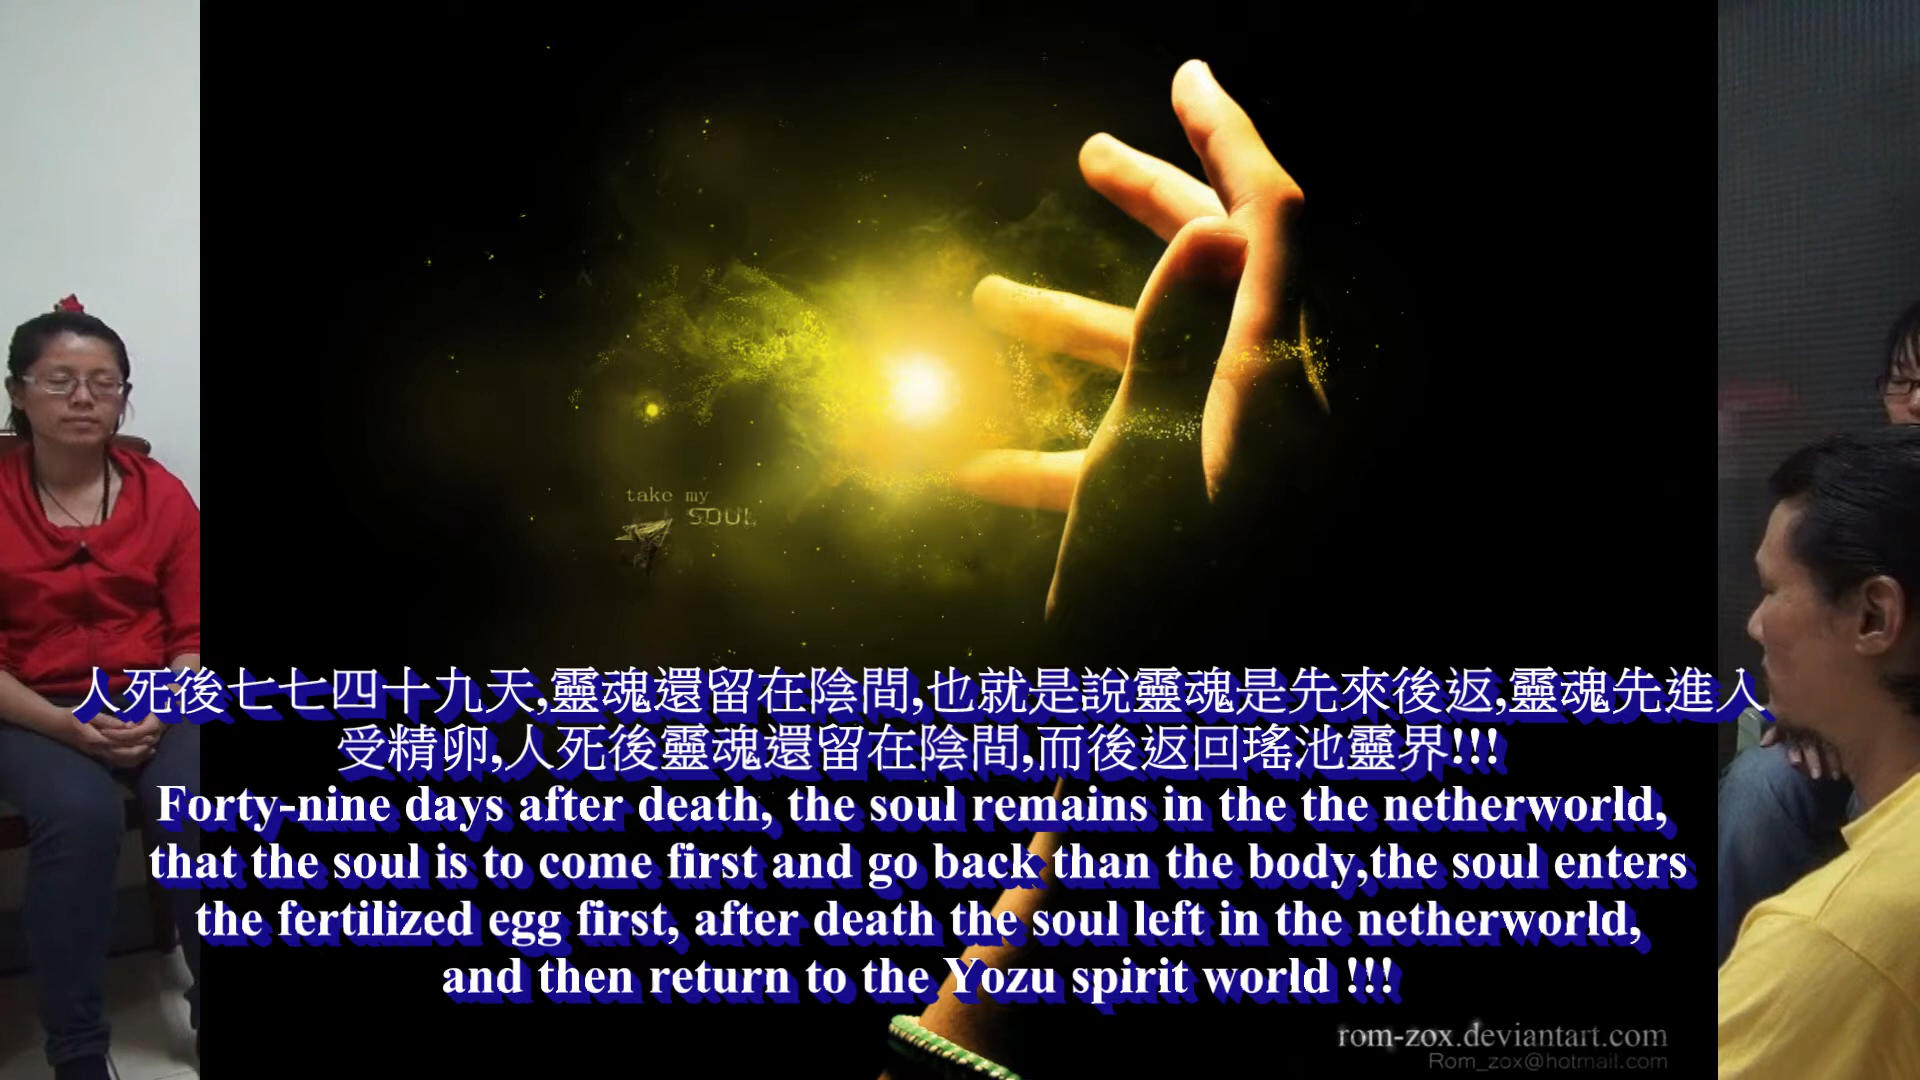 take my
SOUL
人死後七七四十九天,靈魂還留在陰間,也就是說靈魂是先來後返,靈魂先進入
受精卵,人死後靈魂還留在陰間,而後返回瑤池靈界!!!
Forty-nine days after death, the soul remains in the the netherworld,
that the soul is to come first and go back than the body,the soul enters
the fertilized egg first, after death the soul left in the netherworld,
and then return to the Yozu spirit world !!!
rom-zox.deviantart.com
Rom_zox@hotmail.com